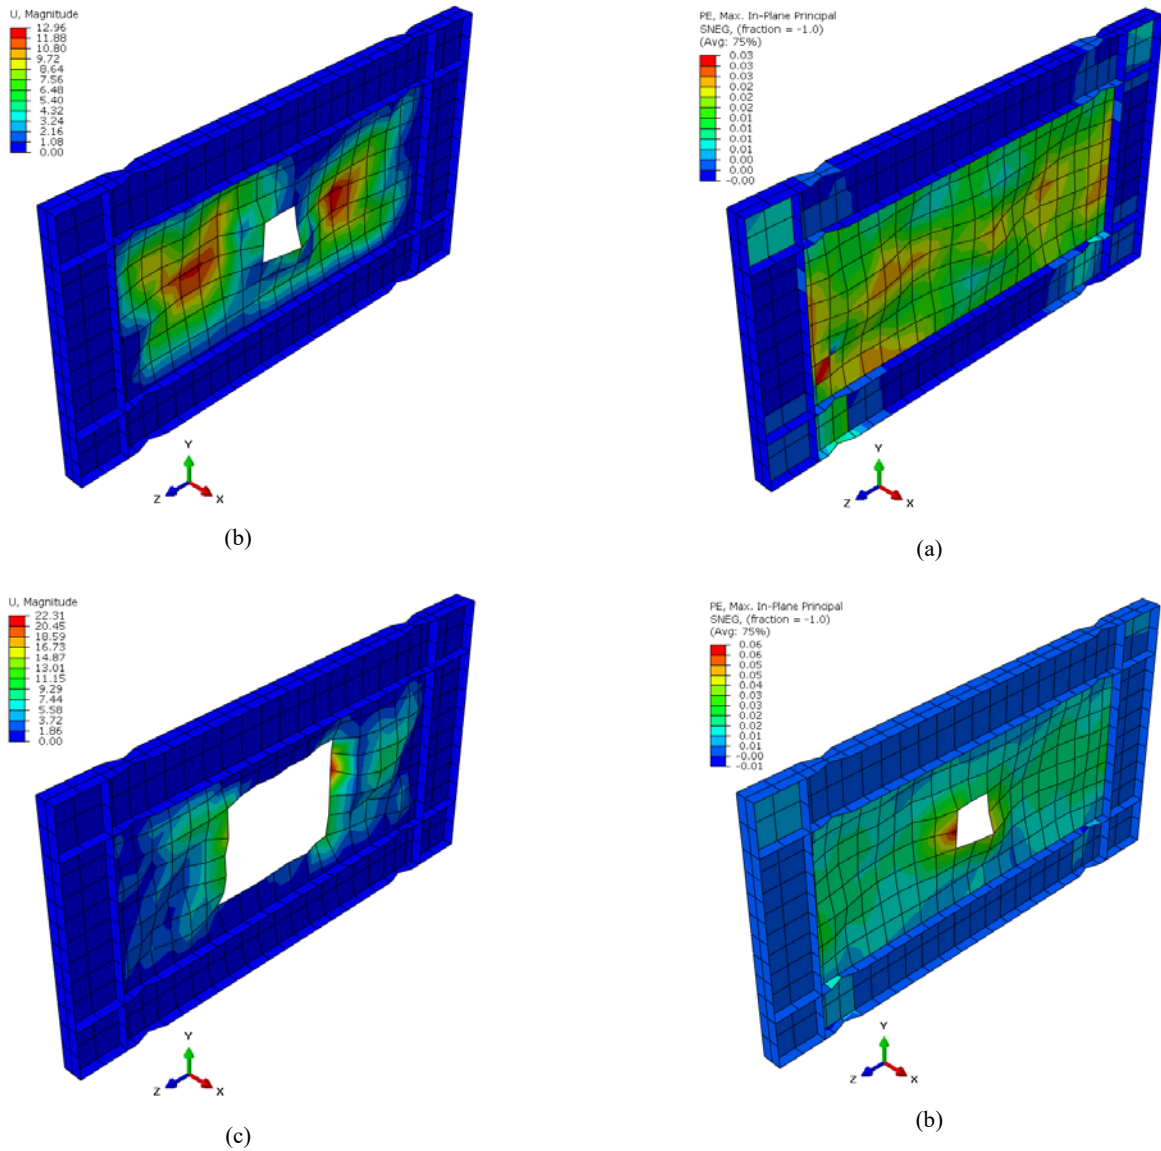 U, Magnitude
12.96
11.88
10.80
9.72
8.64
7.56
6.48
5.40
4.32
3.24
2.16
1.08
0.00
Y
Z
X
(b)
PE, Max. In-Plane Principal
SNEG, (fraction = -1.0)
(Avg: 75%)
0.03
0.03
0.03
0.02
0.02
0.02
0.01
0.01
0.01
0.00
0.00
-0.00
Y
Z
X
(a)
U, Magnitude
22.31
20.45
18.59
16.73
14.87
13.01
11.15
9.29
7.44
5.58
3.72
1.86
0.00
Y
Z
X
(c)
PE, Max. In-Plane Principal
SNEG, (fraction = -1.0)
(Avg: 75%)
0.06
0.06
0.05
0.04
0.03
0.03
0.02
0.02
0.01
0.01
-0.00
-0.01
Y
Z
X
(b)